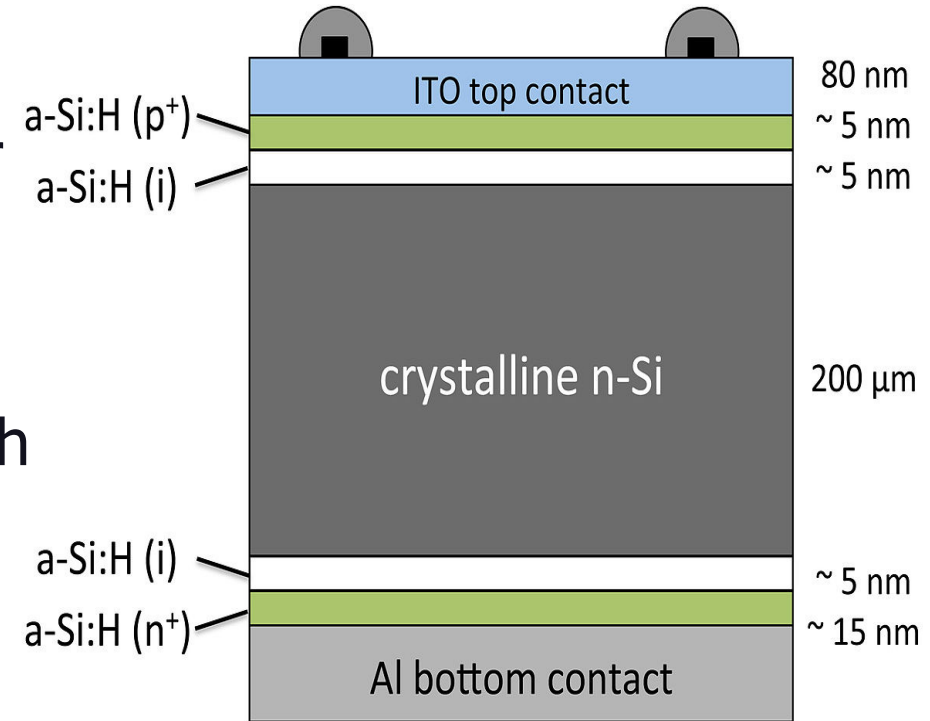 ITO top contact
80 nm
a-Si:H (p⁺)
~ 5 nm
a-Si:H (i)
~ 5 nm
crystalline n-Si
200 µm
h
a-Si:H (i)
~ 5 nm
a-Si:H (n⁺)
~ 15 nm
Al bottom contact